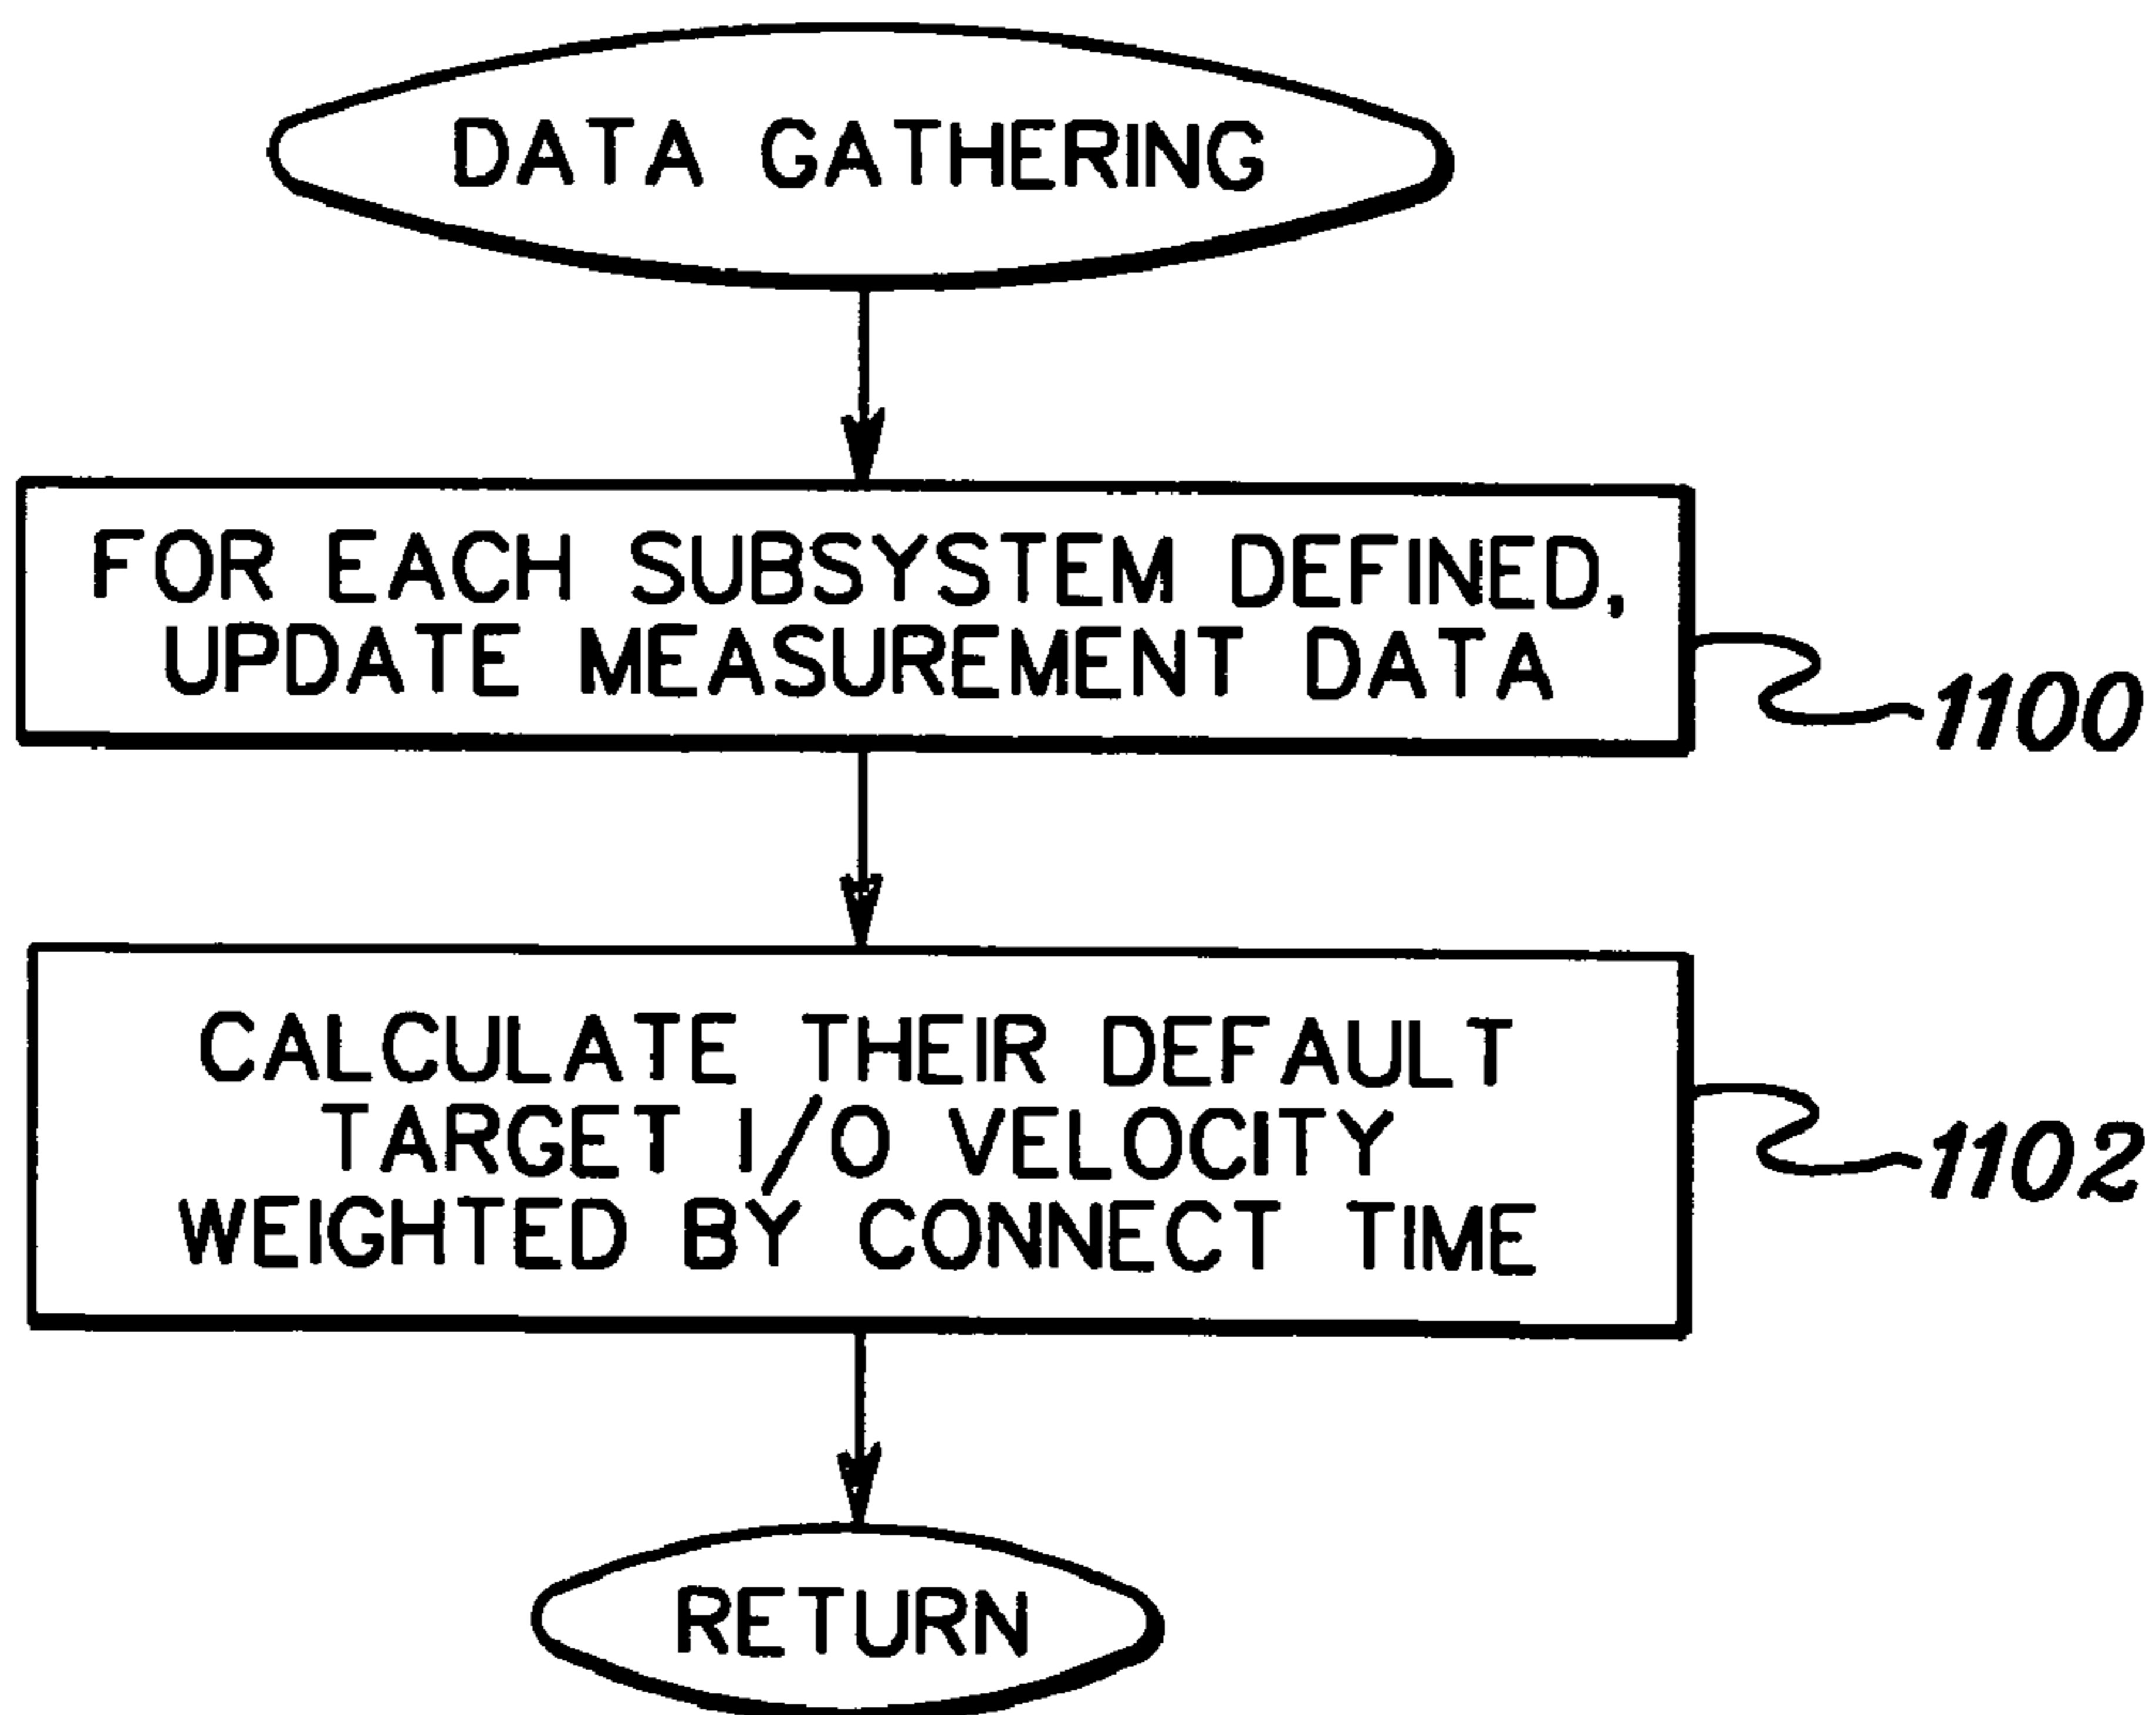 DATA GATHERING
FOR EACH SUBSYSTEM DEFINED,
UPDATE MEASUREMENT DATA
1100
CALCULATE THEIR DEFAULT
TARGET I/O VELOCITY
WEIGHTED BY CONNECT TIME
1102
RETURN